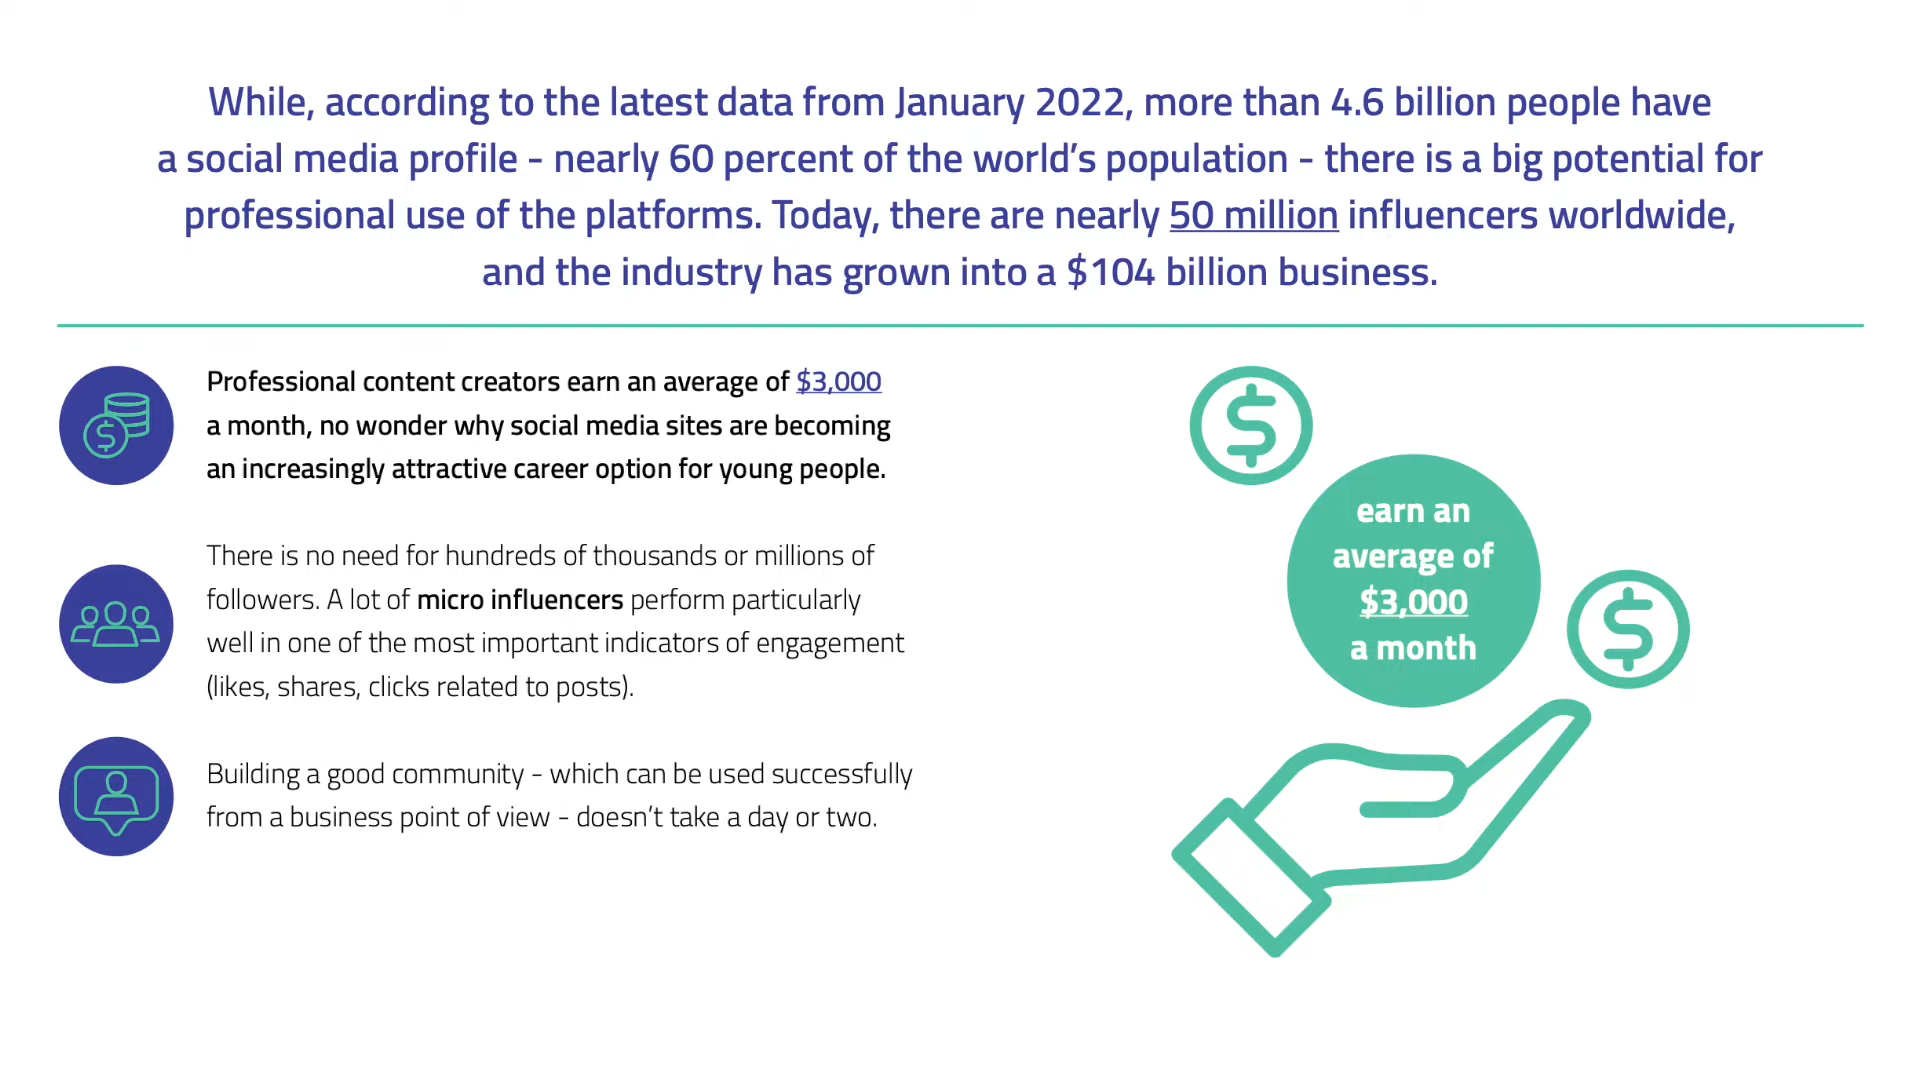 While, according to the latest data from January 2022, more than 4.6 billion people have
a social media profile - nearly 60 percent of the world's population - there is a big potential for
professional use of the platforms. Today, there are nearly 50 million influencers worldwide,
and the industry has grown into a $104 billion business.
Professional content creators earn an average of $3,000
a month, no wonder why social media sites are becoming
an increasingly attractive career option for young people.
There is no need for hundreds of thousands or millions of
followers. A lot of micro influencers perform particularly
well in one of the most important indicators of engagement
(likes, shares, clicks related to posts).
Building a good community - which can be used successfully
from a business point of view - doesn't take a day or two.
earn an
average of
$3,000
a month